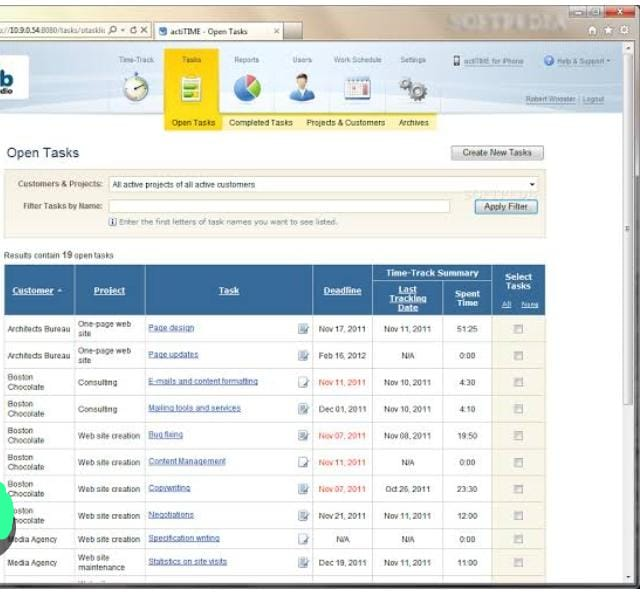 ://10.9.0.54:8080/tasks/otasklis
actiTIME - Open Tasks
SOFTPEDIA
b
dio
Time-Track Tasks Reports Users Work Schedule Settings
actiTIME for iPhone Help & Support
Robert Wooster | Logout
Open Tasks Completed Tasks Projects & Customers Archives
Open Tasks
Create New Tasks
Customers & Projects: All active projects of all active customers
SOFTPEDIA
Filter Tasks by Name: Apply Filter
Enter the first letters of task names you want to see listed.
Results contain 19 open tasks
Customer Project Task Deadline Time-Track Summary Select Tasks
Last Tracking Date Spent Time All None
Architects Bureau One-page web site Page design Nov 17, 2011 Nov 11, 2011 51:25
Architects Bureau One-page web site Page updates Feb 16, 2012 N/A 0:00
Boston Chocolate Consulting E-mails and content formatting Nov 11, 2011 Nov 10, 2011 4:30
Boston Chocolate Consulting Mailing tools and services Dec 01, 2011 Nov 10, 2011 4:10
Boston Chocolate Web site creation Bug fixing Nov 07, 2011 Nov 08, 2011 19:50
Boston Chocolate Web site creation Content Management Nov 11, 2011 N/A 0:00
Boston Chocolate Web site creation Copywriting Nov 07, 2011 Oct 26, 2011 23:30
Boston Chocolate Web site creation Negotiations Nov 21, 2011 Nov 11, 2011 12:00
Media Agency Web site creation Specification writing N/A N/A 0:00
Media Agency Web site maintenance Statistics on site visits Dec 19, 2011 Nov 11, 2011 11:00